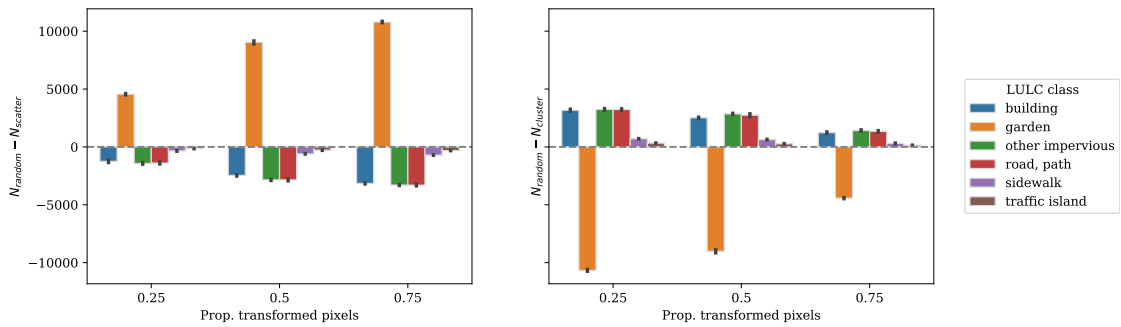 10000
5000
0
−5000
−10000
N_random − N_scatter
0.25
0.5
0.75
Prop. transformed pixels
N_random − N_cluster
0.25
0.5
0.75
Prop. transformed pixels
LULC class
building
garden
other impervious
road, path
sidewalk
traffic island